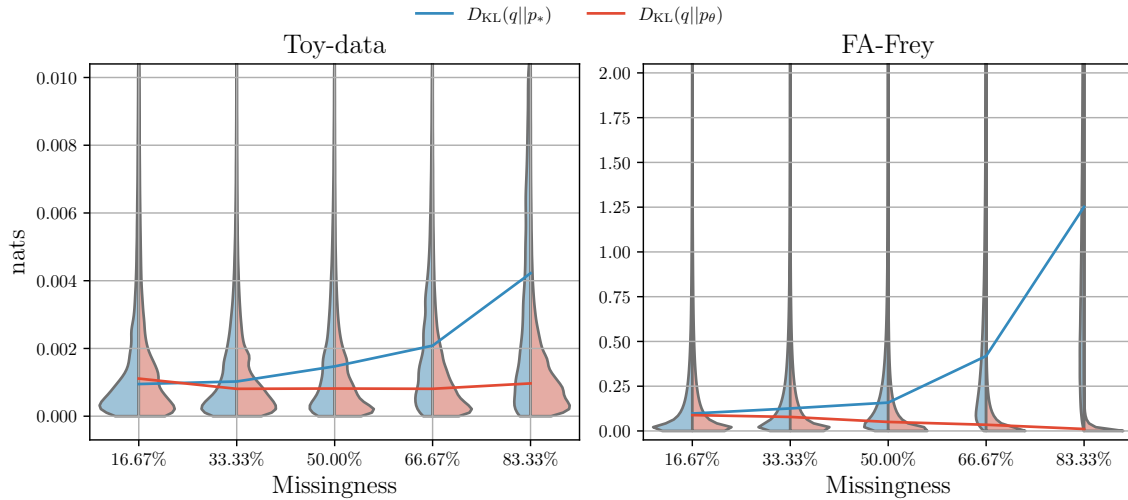 D_KL(q||p_*) D_KL(q||p_θ)
Toy-data
FA-Frey
nats
0.010
0.008
0.006
0.004
0.002
0.000
2.00
1.75
1.50
1.25
1.00
0.75
0.50
0.25
0.00
16.67% 33.33% 50.00% 66.67% 83.33%
16.67% 33.33% 50.00% 66.67% 83.33%
Missingness
Missingness